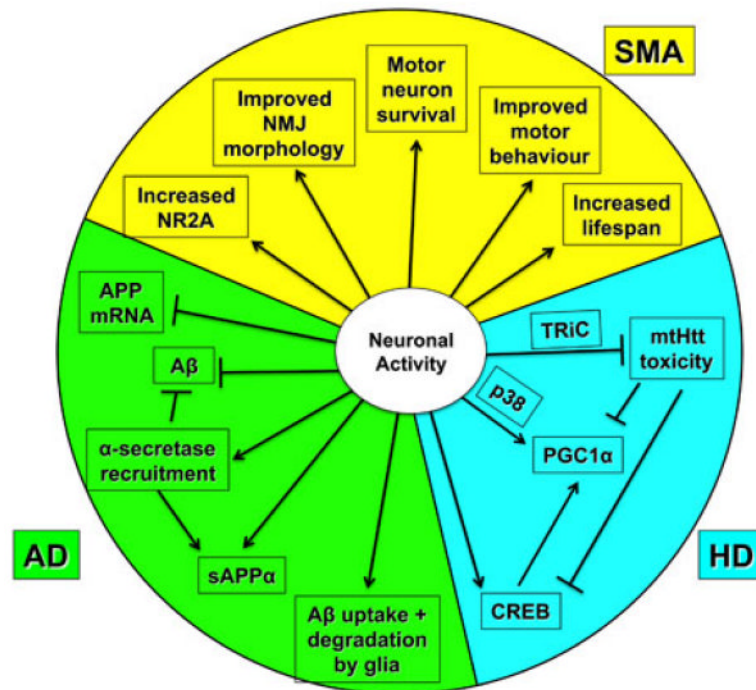 SMA
Motor
neuron
survival
Improved
NMJ
morphology
Improved
motor
behaviour
Increased
NR2A
Increased
lifespan
APP
mRNA
Neuronal
Activity
TRiC
mtHtt
toxicity
Aβ
p38
α-secretase
recruitment
PGC1α
AD
sAPPα
HD
CREB
Aβ uptake +
degradation
by glia